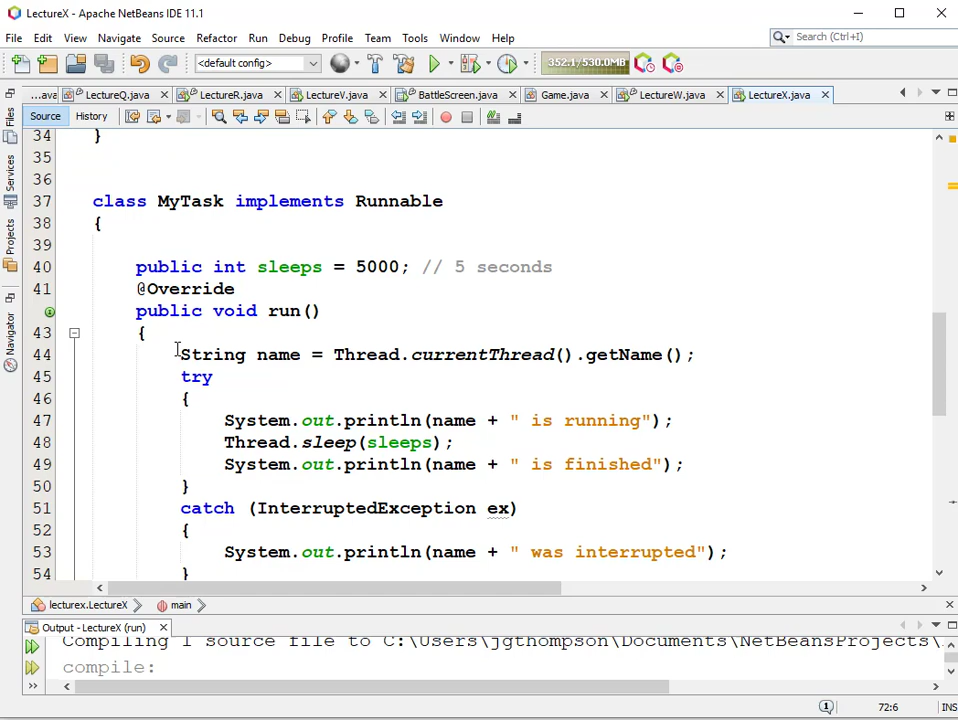 LectureX - Apache NetBeans IDE 11.1
File Edit View Navigate Source Refactor Run Debug Profile Team Tools Window Help
Search (Ctrl+I)
<default config>
352.1/530.0MB
...ava LectureQ.java LectureR.java LectureV.java BattleScreen.java Game.java LectureW.java LectureX.java
Source History
Files
Services
Projects
Navigator
34 }
35
36
37 class MyTask implements Runnable
38 {
39
40 public int sleeps = 5000; // 5 seconds
41 @Override
public void run()
43 {
44 String name = Thread.currentThread().getName();
45 try
46 {
47 System.out.println(name + " is running");
48 Thread.sleep(sleeps);
49 System.out.println(name + " is finished");
50 }
51 catch (InterruptedException ex)
52 {
53 System.out.println(name + " was interrupted");
54 }
lecturex.LectureX main
Output - LectureX (run)
Compiling 1 source file to C:\Users\jgthompson\Documents\NetBeansProjects\
compile:
72:6 INS